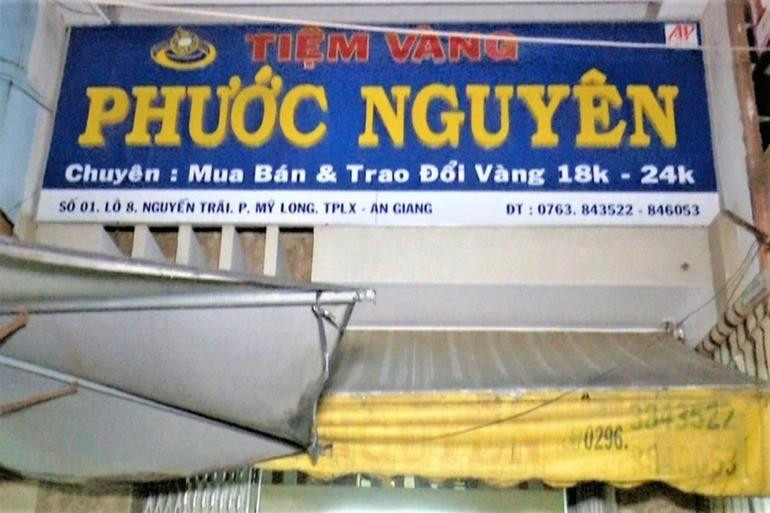 TIỆM VÀNG
PHƯỚC NGUYÊN
Chuyên : Mua Bán & Trao Đổi Vàng 18k - 24k
SỐ 01. LÔ 8. NGUYỄN TRÃI. P. MỸ LONG. TPLX - AN GIANG ĐT : 0763. 843522 - 846053
3843522
0296.